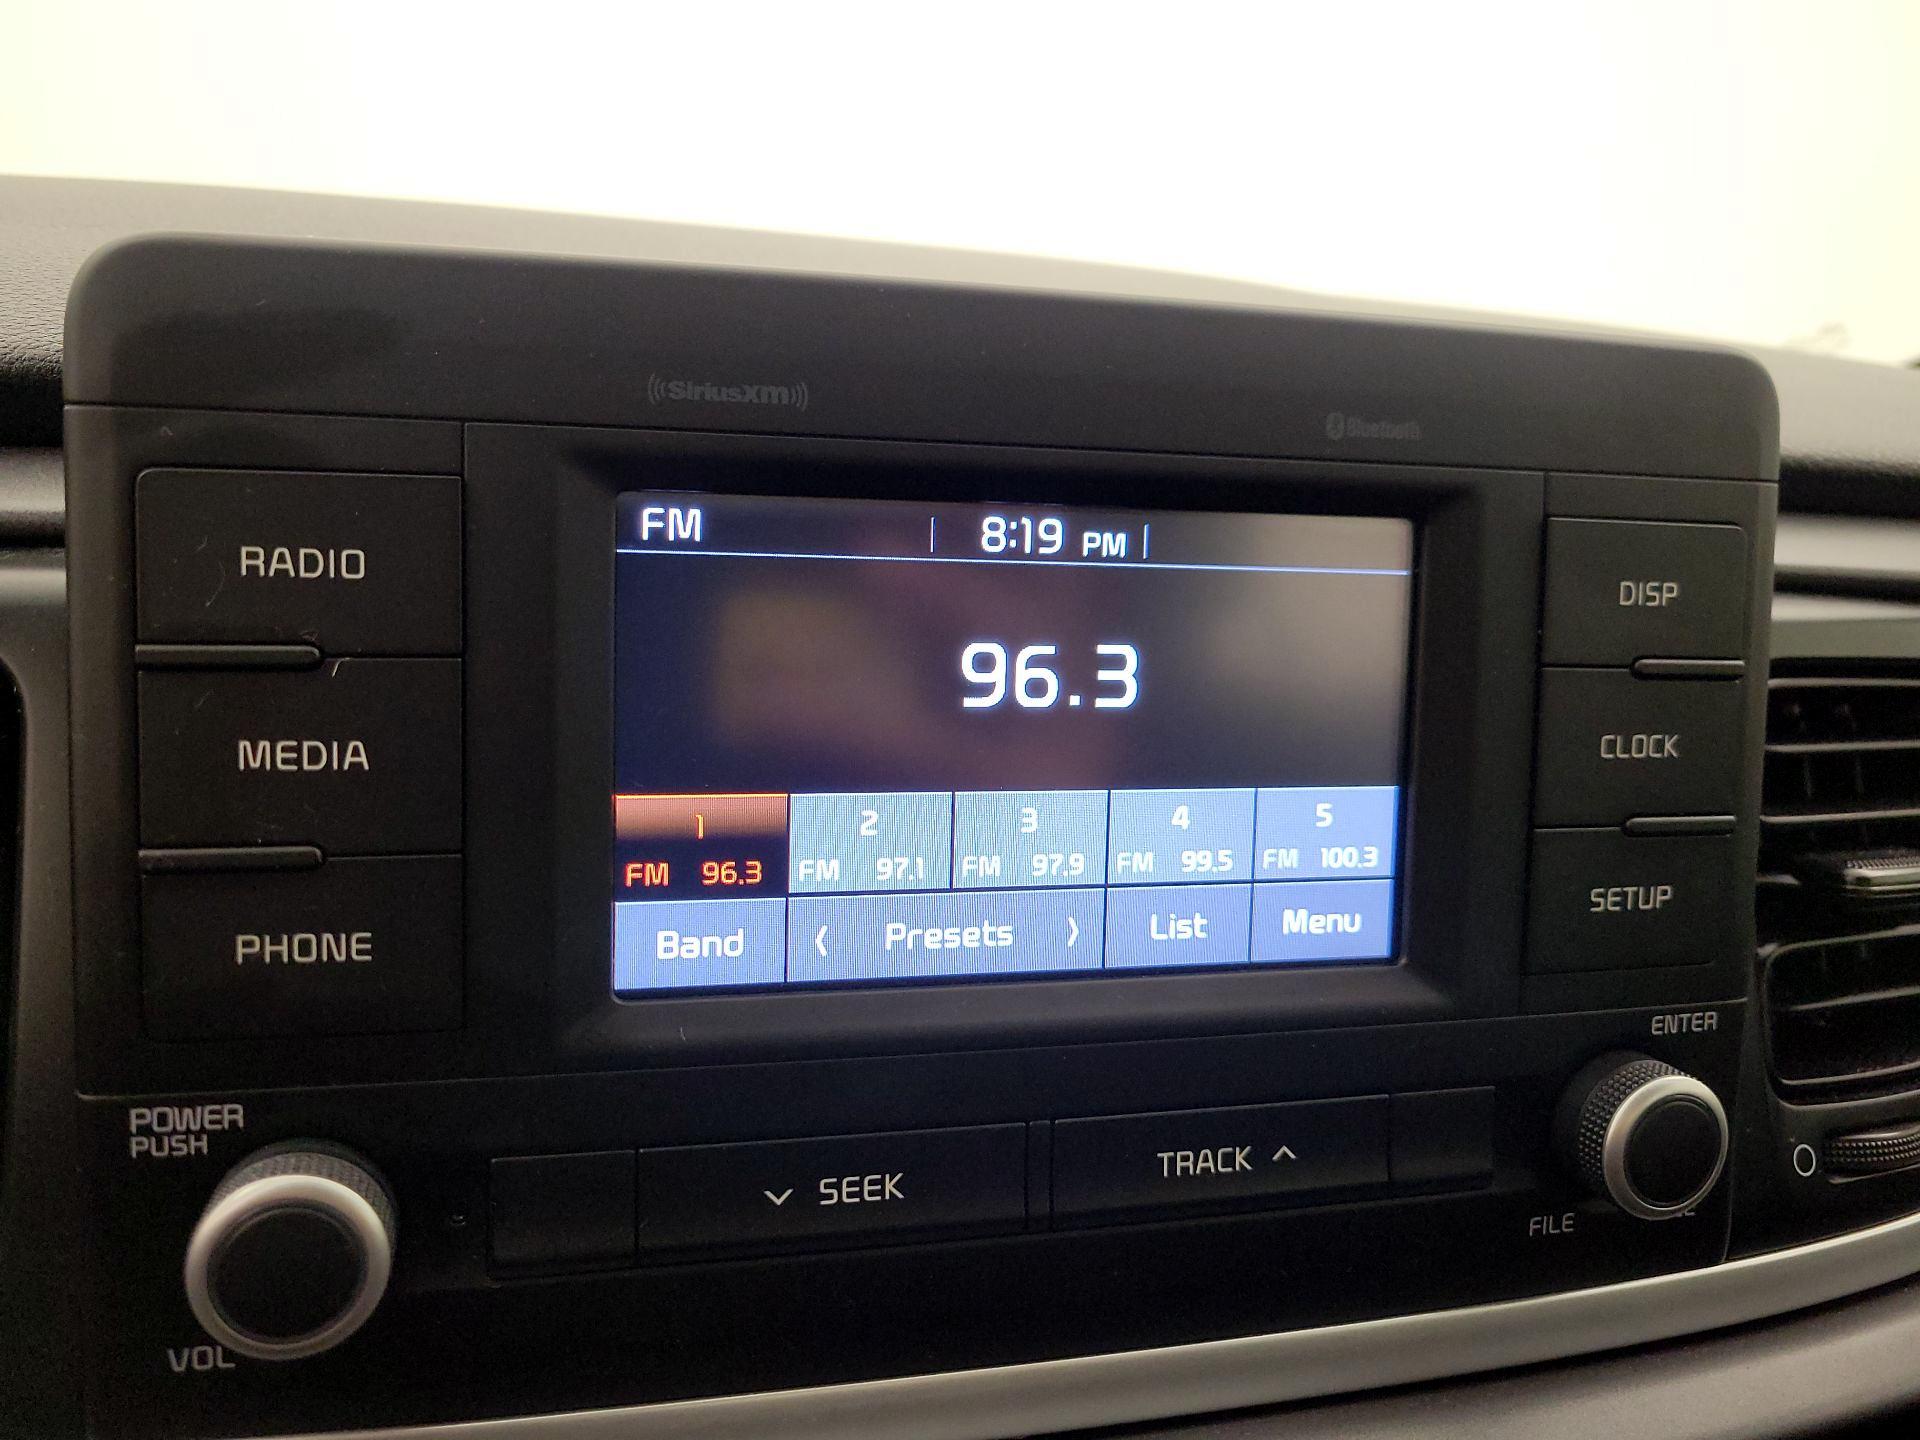 SiriusXM
Bluetooth
RADIO
MEDIA
PHONE
FM 8:19 PM
96.3
1 2 3 4 5
FM 96.3 FM 97.1 FM 97.9 FM 99.5 FM 100.3
Band Presets List Menu
DISP
CLOCK
SETUP
POWER
PUSH
VOL
SEEK
TRACK
ENTER
FILE